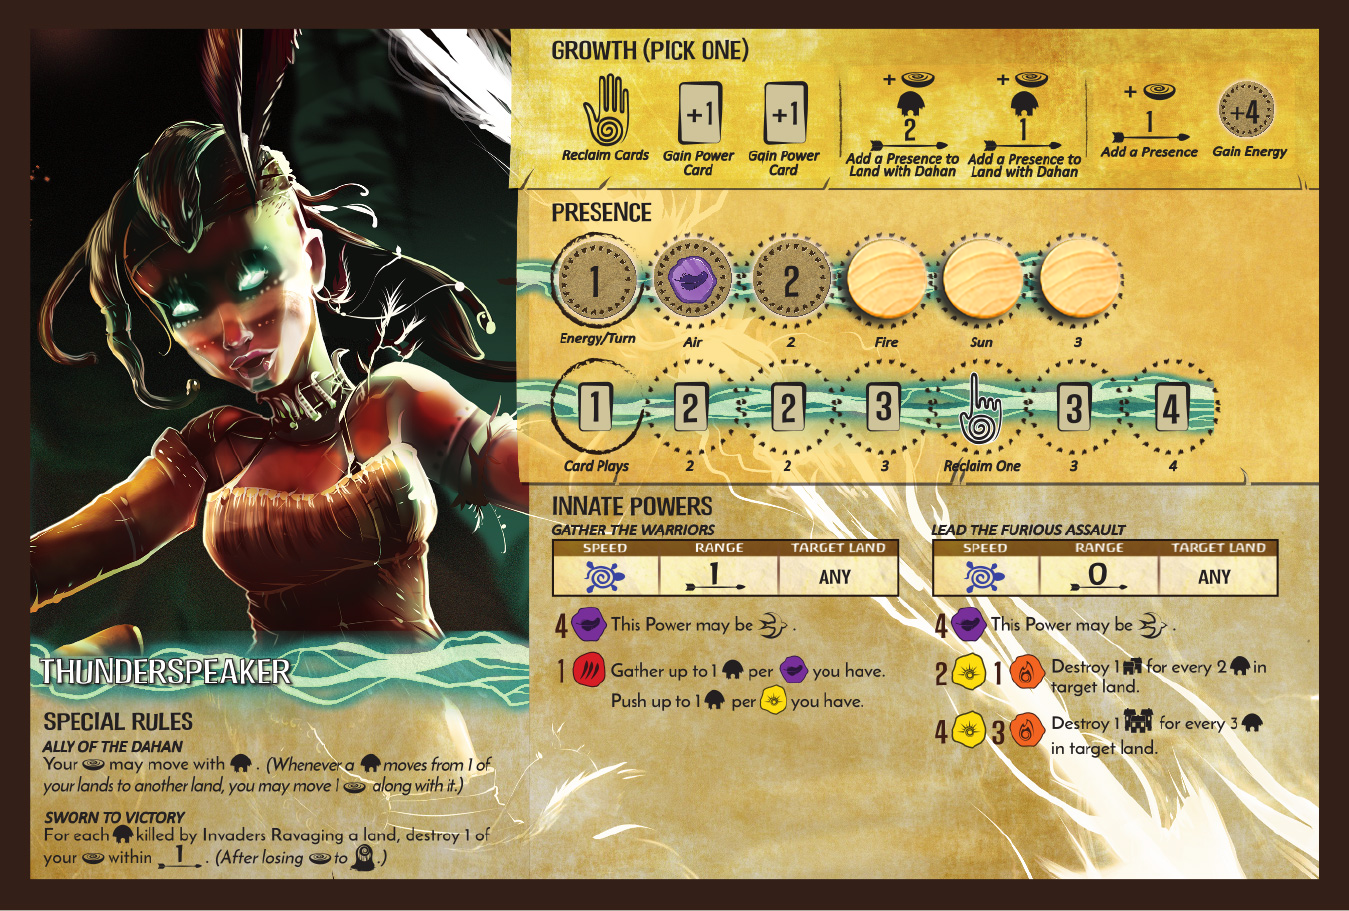 GROWTH (PICK ONE)
+ + +
2 1 1
+1 +1 +4
Reclaim Cards Gain Power Card Gain Power Card Add a Presence to Land with Dahan Add a Presence to Land with Dahan Add a Presence Gain Energy
PRESENCE
1 2
Energy/Turn Air 2 Fire Sun 3
1 2 2 3 3 4
Card Plays 2 2 3 Reclaim One 3 4
INNATE POWERS
GATHER THE WARRIORS
SPEED RANGE TARGET LAND
1 ANY
4 This Power may be .
1 Gather up to 1 per you have.
Push up to 1 per you have.
LEAD THE FURIOUS ASSAULT
SPEED RANGE TARGET LAND
0 ANY
4 This Power may be .
2 1 Destroy 1 for every 2 in
target land.
4 3 Destroy 1 for every 3
in target land.
THUNDERSPEAKER
SPECIAL RULES
ALLY OF THE DAHAN
Your may move with . (Whenever a moves from 1 of
your lands to another land, you may move 1 along with it.)
SWORN TO VICTORY
For each killed by Invaders Ravaging a land, destroy 1 of
your within 1 . (After losing to .)